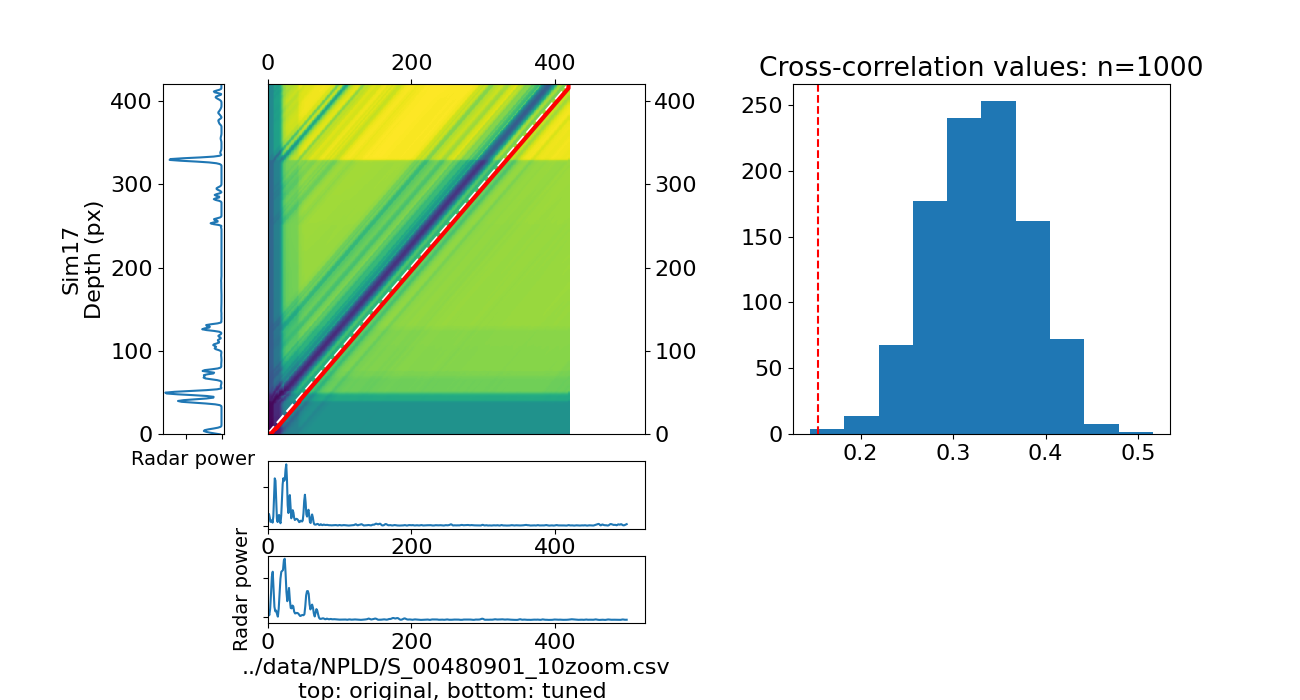 0 200 400
Cross-correlation values: n=1000
400
300
200
100
0
Sim17
Depth (px)
400
300
200
100
0
250
200
150
100
50
0
0.2 0.3 0.4 0.5
Radar power
0 200 400
Radar power
0 200 400
../data/NPLD/S_00480901_10zoom.csv
top: original, bottom: tuned